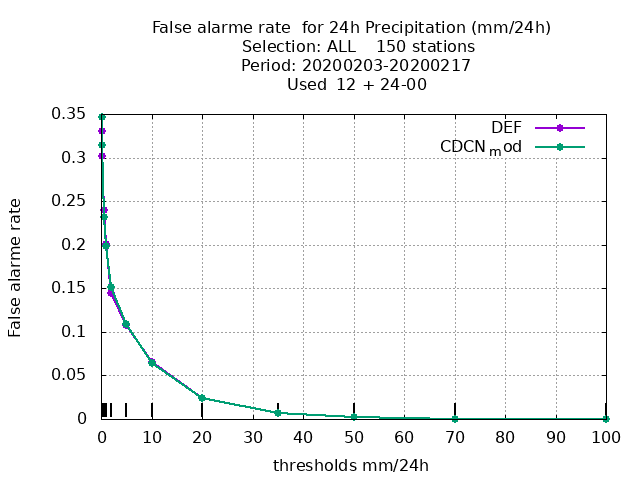 False alarme rate  for 24h Precipitation (mm/24h)
Selection: ALL    150 stations
Period: 20200203-20200217
Used  12 + 24-00
DEF
CDCNmod
False alarme rate
0.35
0.3
0.25
0.2
0.15
0.1
0.05
0
0 10 20 30 40 50 60 70 80 90 100
thresholds mm/24h